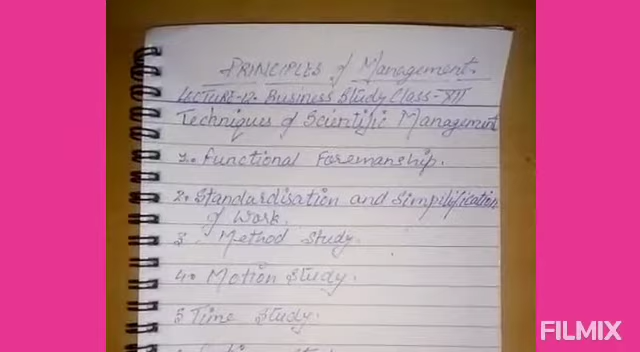 PRINCIPLES of Management.
LECTURE-12. Business Study Class-XII
Techniques of Scientific Management
1. Functional Foremanship.
2. Standardisation and Simplification
of Work.
3. Method Study.
4. Motion Study.
5 Time Study.
FILMIX